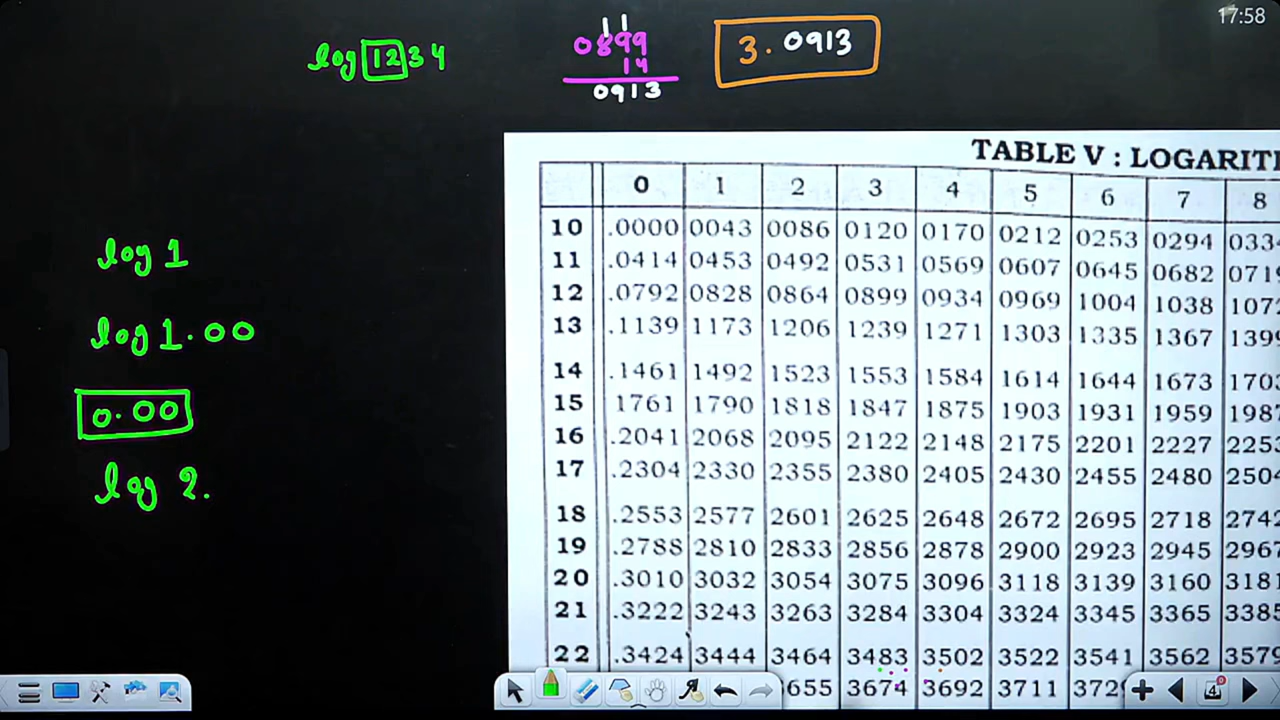 17:58
log 1234
11
0899
14
0913
3.0913
TABLE V : LOGARITH
0 1 2 3 4 5 6 7 8
10 .0000 0043 0086 0120 0170 0212 0253 0294 0334
11 .0414 0453 0492 0531 0569 0607 0645 0682 0719
12 .0792 0828 0864 0899 0934 0969 1004 1038 1072
13 .1139 1173 1206 1239 1271 1303 1335 1367 1399
14 .1461 1492 1523 1553 1584 1614 1644 1673 1703
15 1761 1790 1818 1847 1875 1903 1931 1959 1987
16 .2041 2068 2095 2122 2148 2175 2201 2227 2253
17 .2304 2330 2355 2380 2405 2430 2455 2480 2504
18 .2553 2577 2601 2625 2648 2672 2695 2718 2742
19 .2788 2810 2833 2856 2878 2900 2923 2945 2967
20 .3010 3032 3054 3075 3096 3118 3139 3160 3181
21 .3222 3243 3263 3284 3304 3324 3345 3365 3385
22 .3424 3444 3464 3483 3502 3522 3541 3562 3579
3674 3692 3711
log 1
log 1.00
0.00
log 2.
4